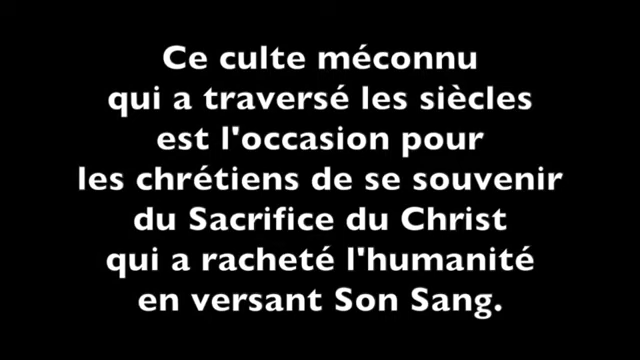 Ce culte méconnu
qui a traversé les siècles
est l'occasion pour
les chrétiens de se souvenir
du Sacrifice du Christ
qui a racheté l'humanité
en versant Son Sang.